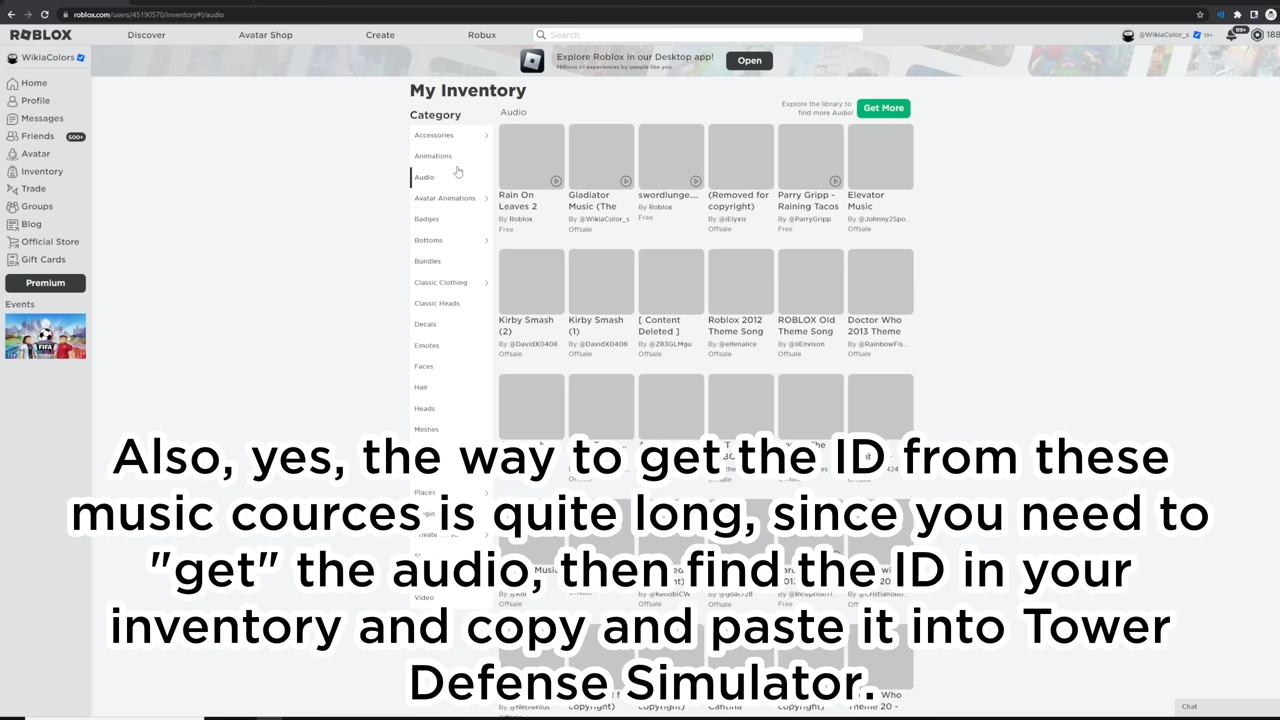 roblox.com/users/45190570/inventory#!/audio
ROBLOX
Discover
Avatar Shop
Create
Robux
Search
@WikiaColor_s
13+
99+
188
WikiaColors
Explore Roblox in our Desktop app!
Millions of experiences by people like you
Open
Home
Profile
Messages
Friends
500+
Avatar
Inventory
Trade
Groups
Blog
Official Store
Gift Cards
Premium
Events
FIFA
My Inventory
Category
Accessories
Animations
Audio
Avatar Animations
Badges
Bottoms
Bundles
Classic Clothing
Classic Heads
Decals
Emotes
Faces
Hair
Heads
Meshes
Places
Video
Audio
Explore the library to
find more Audio!
Get More
Rain On
Leaves 2
By Roblox
Free
Gladiator
Music (The
By @WikiaColor_s
Offsale
swordlunge....
By Roblox
Free
(Removed for
copyright)
By @iElyxis
Offsale
Parry Gripp -
Raining Tacos
By @ParryGripp
Free
Elevator
Music
By @Johnny2Spo...
Offsale
Kirby Smash
(2)
By @DavidX0408
Offsale
Kirby Smash
(1)
By @DavidX0408
Offsale
[ Content
Deleted ]
By @Z83GLMgu
Offsale
Roblox 2012
Theme Song
By @elfenalice
Offsale
ROBLOX Old
Theme Song
By @iiEnvison
Offsale
Doctor Who
2013 Theme
By @RainbowFis...
Offsale
Also, yes, the way to get the ID from these
music cources is quite long, since you need to
"get" the audio, then find the ID in your
inventory and copy and paste it into Tower
Defense Simulator.
Chat